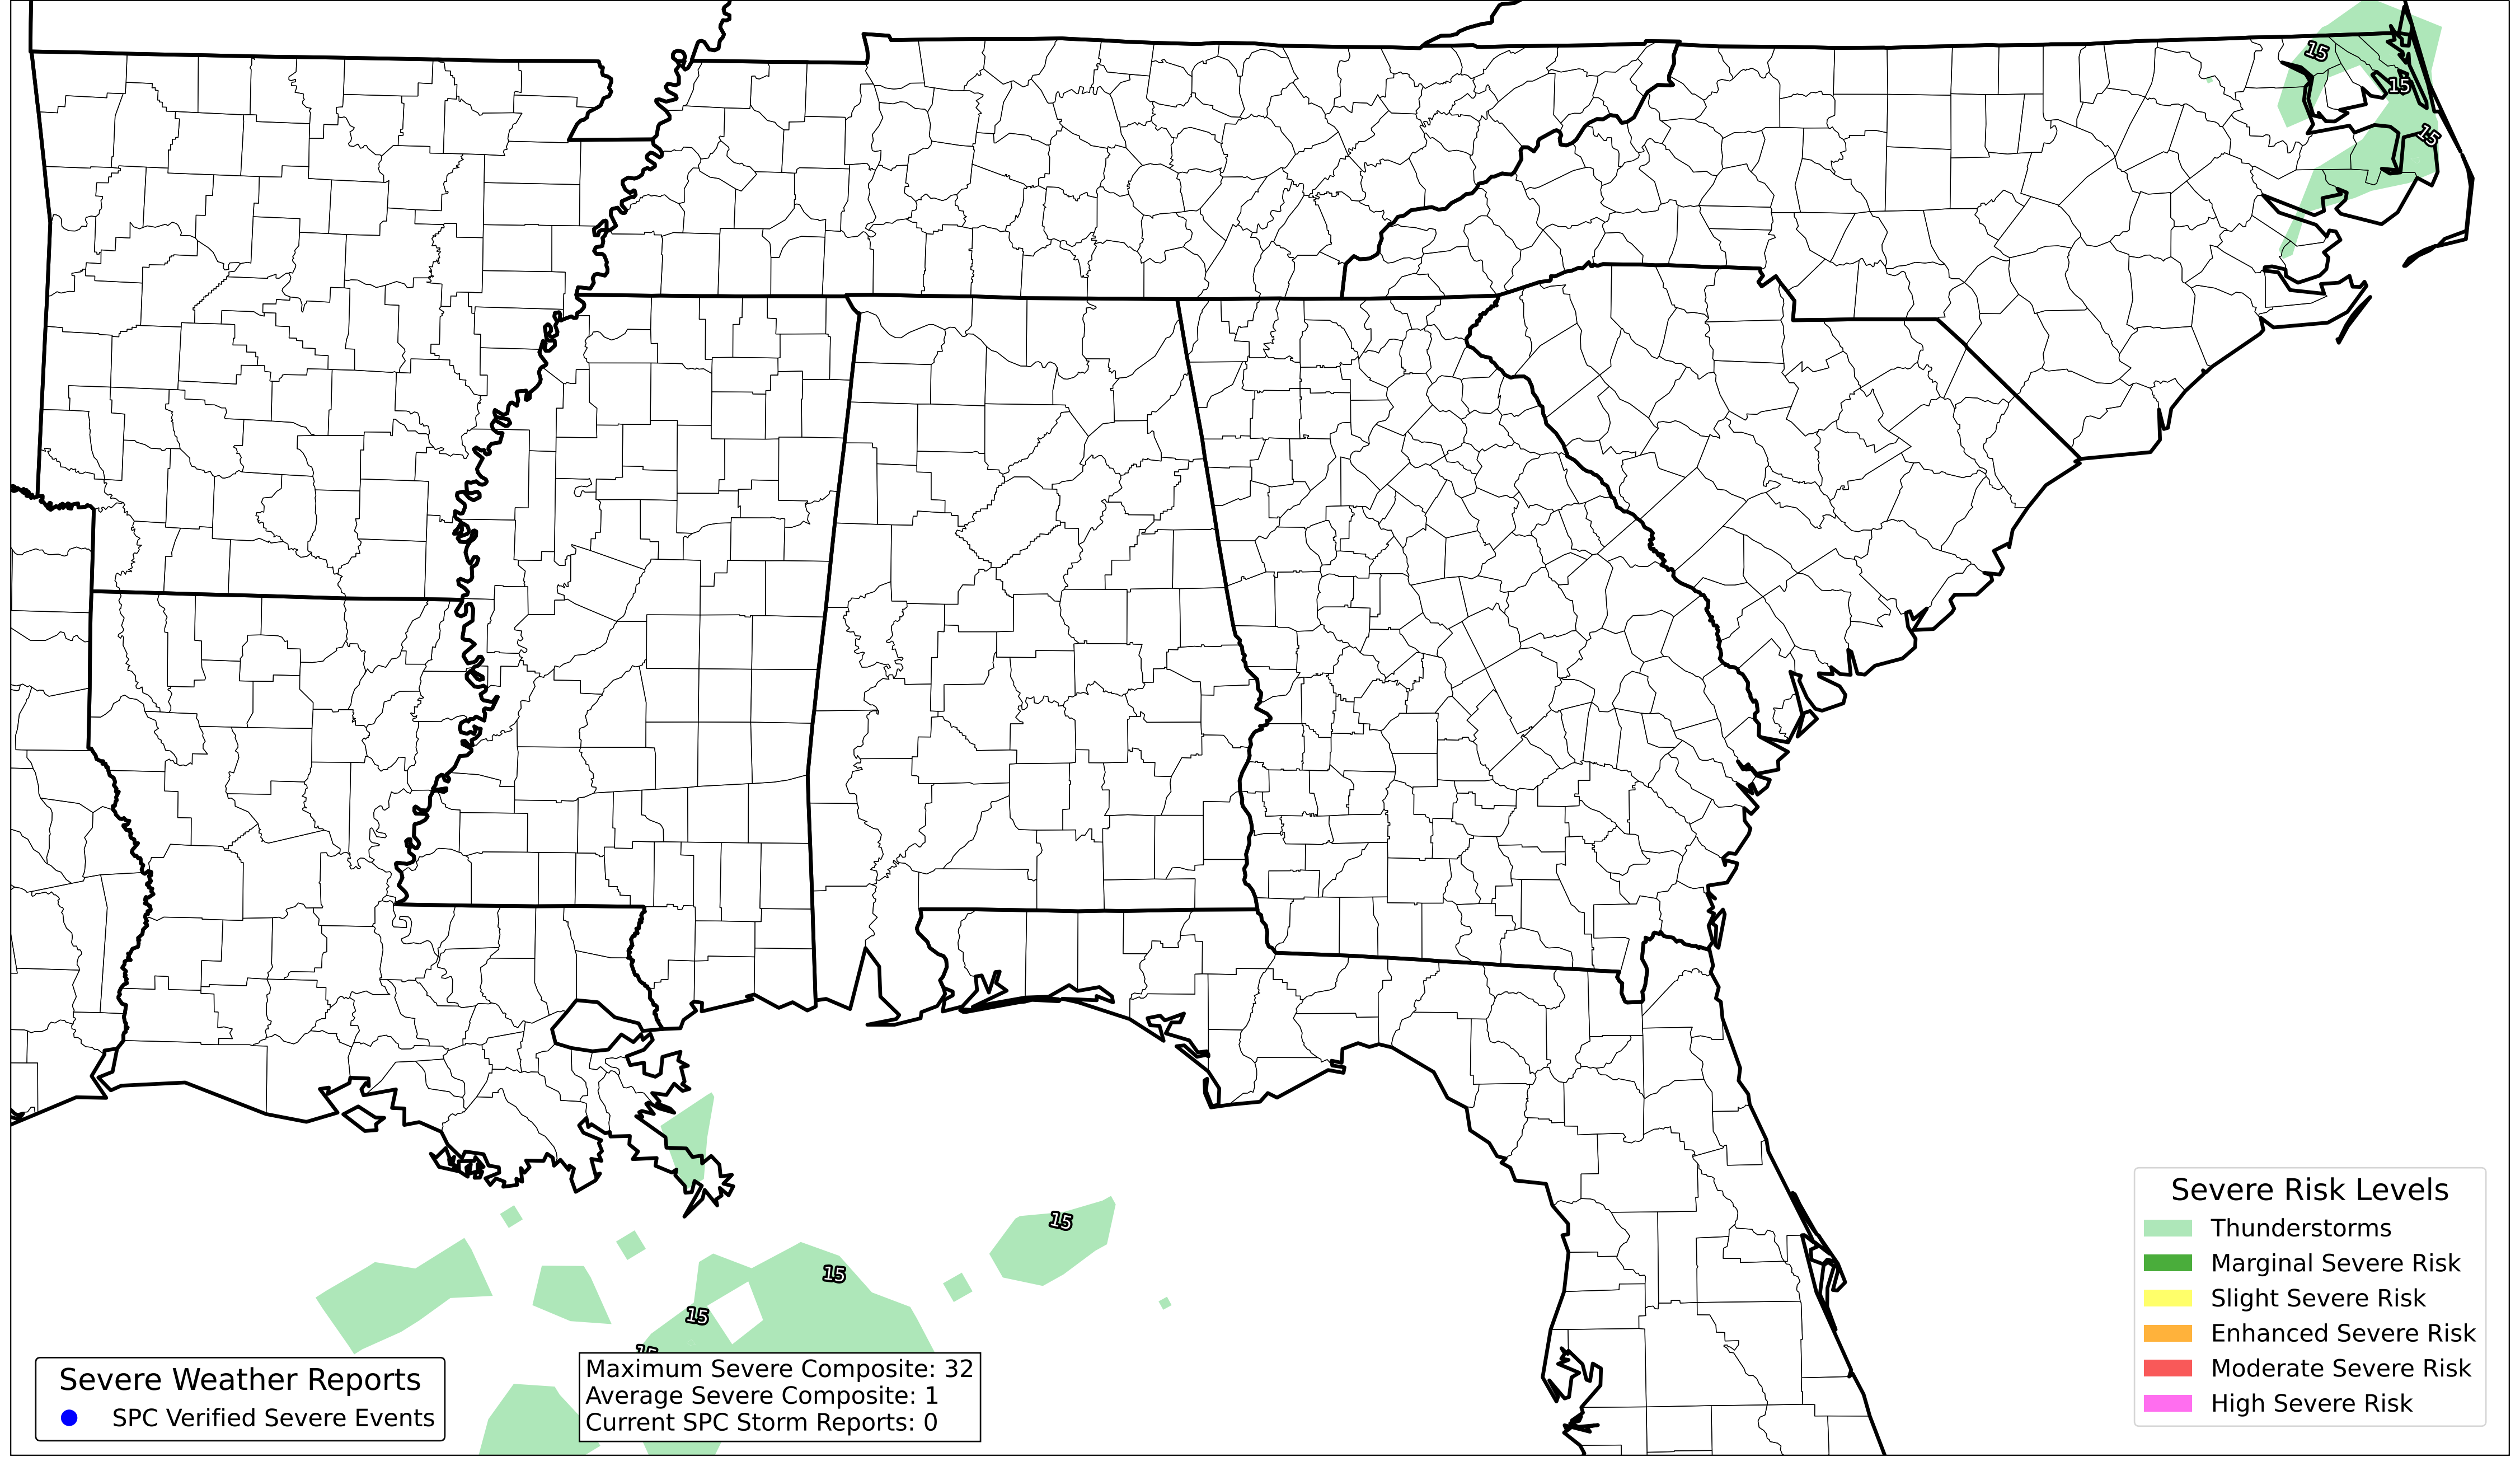 15
15
15
15
15
15
15
Severe Weather Reports
SPC Verified Severe Events
Maximum Severe Composite: 32
Average Severe Composite: 1
Current SPC Storm Reports: 0
Severe Risk Levels
Thunderstorms
Marginal Severe Risk
Slight Severe Risk
Enhanced Severe Risk
Moderate Severe Risk
High Severe Risk